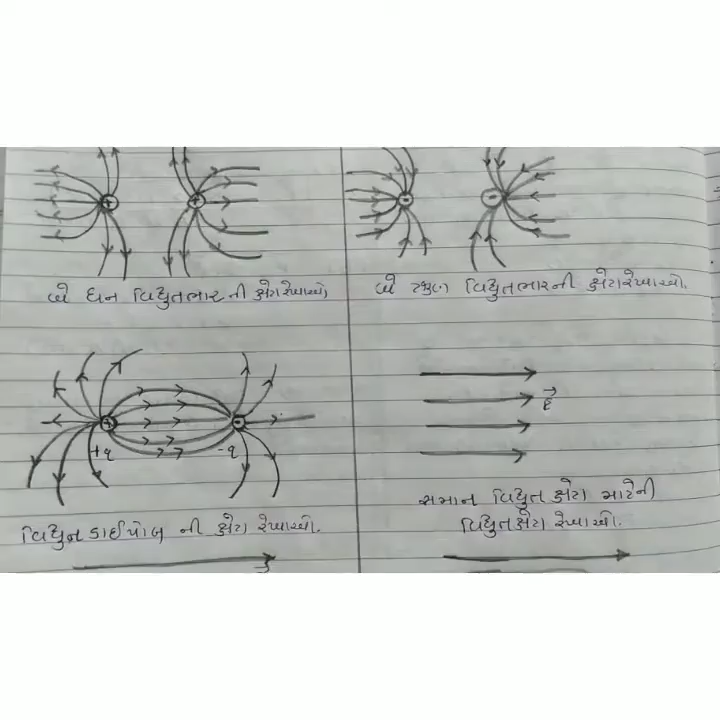 બે ધન વિદ્યુતભારની ક્ષેત્રરેખાઓ
બે ઋણ વિદ્યુતભારની ક્ષેત્રરેખાઓ.
+q -q
E
વિદ્યુત ડાઈપોલ ની ક્ષેત્ર રેખાઓ.
સમાન વિદ્યુત ક્ષેત્ર માટેની
વિદ્યુતક્ષેત્ર રેખાઓ.